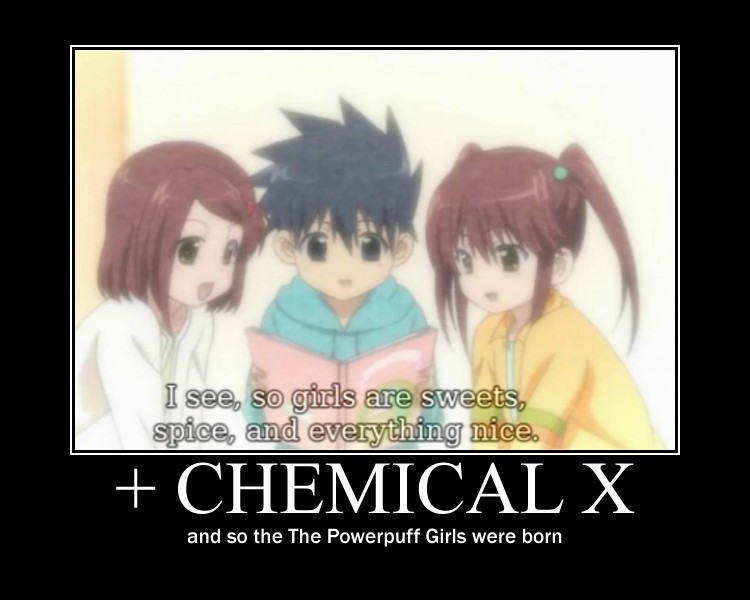 I see, so girls are sweets,
spice, and everything nice.
+ CHEMICAL X
and so the The Powerpuff Girls were born